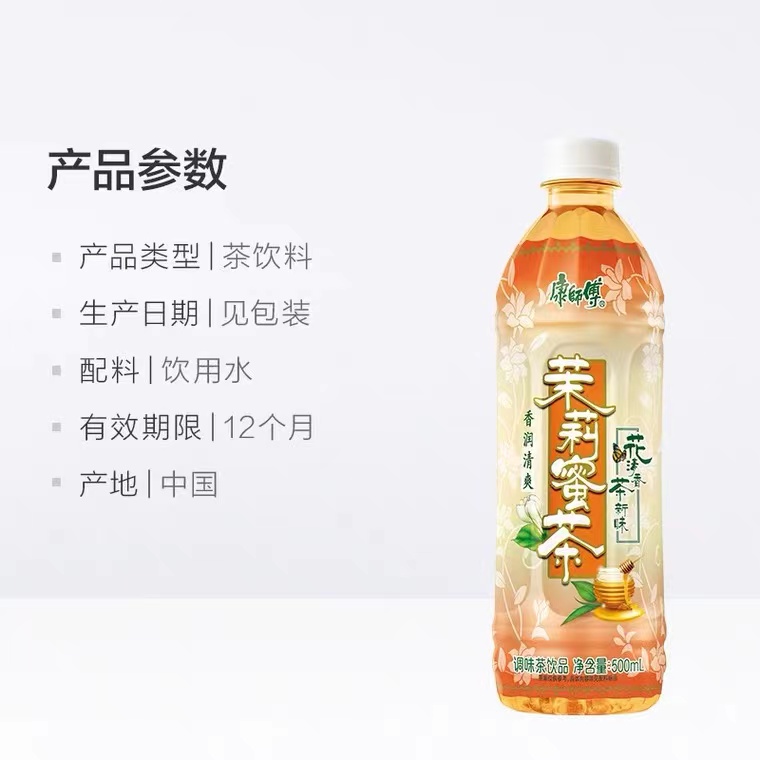 产品参数
产品类型|茶饮料
生产日期|见包装
配料|饮用水
有效期限|12个月
产地|中国
康師傅
茉莉蜜茶
香润清爽
花清香
茶新味
调味茶饮品 净含量:500mL